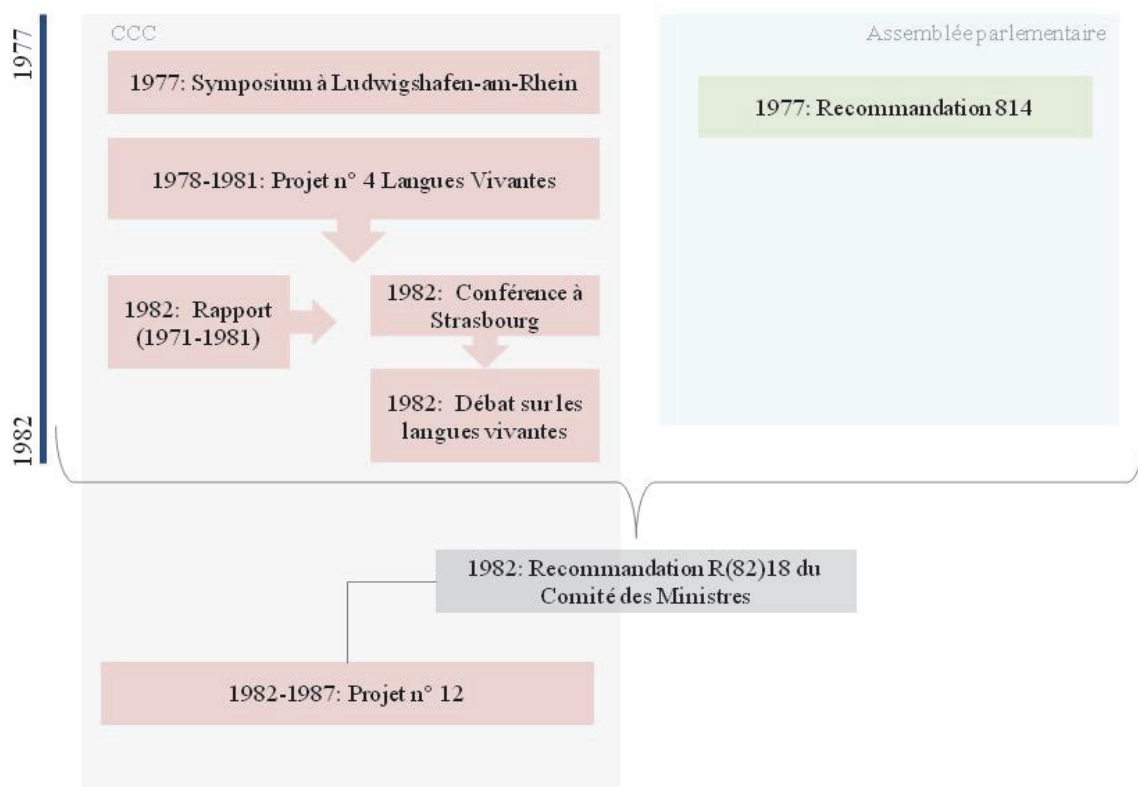 1977
CCC
Assemblée parlementaire
1977: Symposium à Ludwigshafen-am-Rhein
1977: Recommandation 814
1978-1981: Projet n° 4 Langues Vivantes
1982: Rapport
(1971-1981)
1982: Conférence à
Strasbourg
1982: Débat sur les
langues vivantes
1982
1982: Recommandation R(82)18 du
Comité des Ministres
1982-1987: Projet n° 12